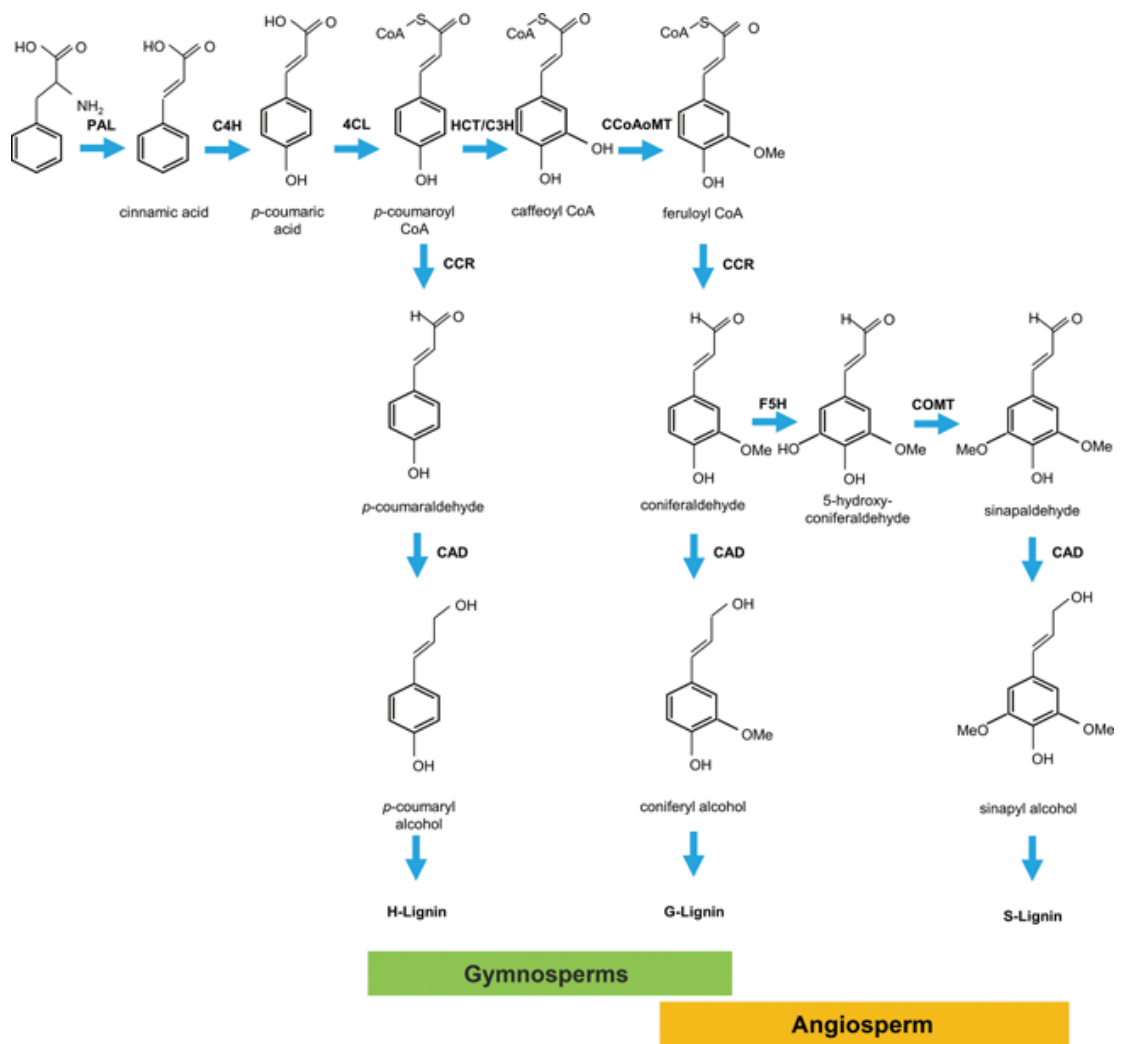 HO
O
NH2
PAL
HO
O
cinnamic acid
C4H
HO
O
OH
p-coumaric
acid
4CL
CoA
S
O
OH
p-coumaroyl
CoA
HCT/C3H
CoA
S
O
OH
OH
caffeoyl CoA
CCoAoMT
CoA
S
O
OMe
OH
feruloyl CoA
CCR
CCR
H
O
OH
p-coumaraldehyde
H
O
OMe
OH
coniferaldehyde
F5H
H
O
HO
OMe
OH
5-hydroxy-
coniferaldehyde
COMT
H
O
MeO
OMe
OH
sinapaldehyde
CAD
CAD
CAD
OH
OH
p-coumaryl
alcohol
OH
OMe
OH
coniferyl alcohol
OH
MeO
OMe
OH
sinapyl alcohol
H-Lignin
G-Lignin
S-Lignin
Gymnosperms
Angiosperm